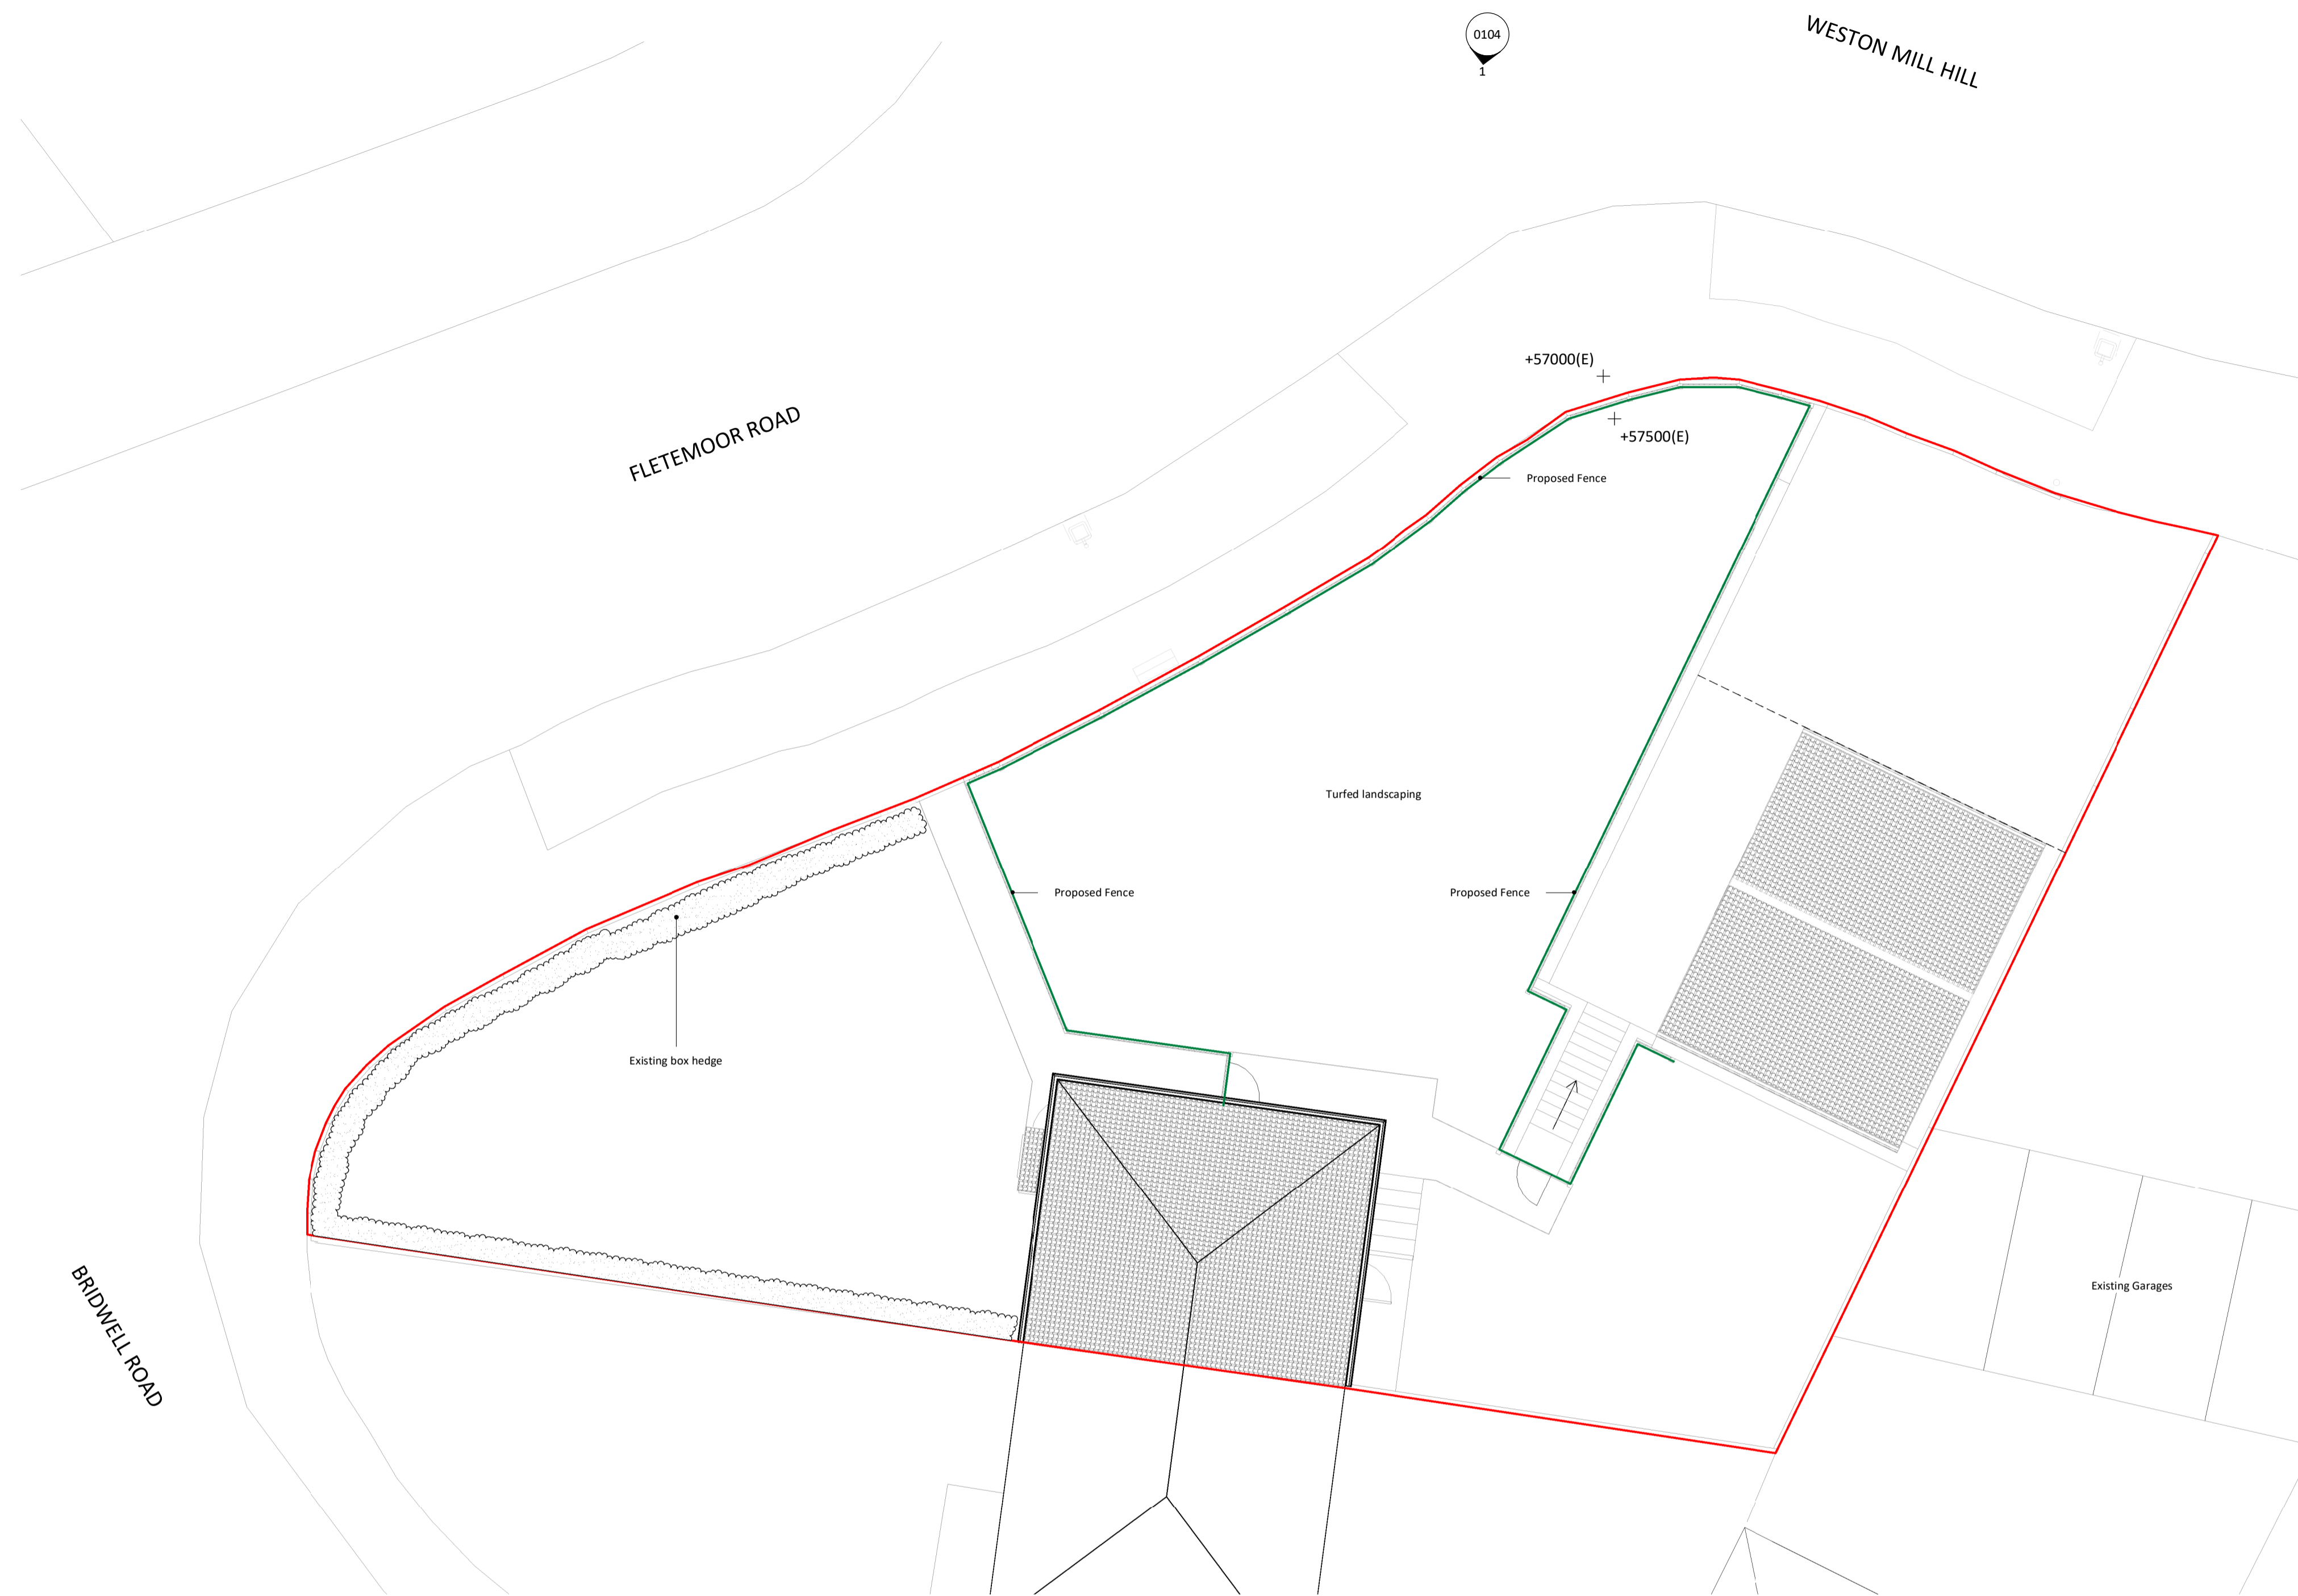 0104
1
WESTON MILL HILL
+57000(E)
FLETEMOOR ROAD
+57500(E)
Proposed Fence
Turfed landscaping
Proposed Fence
Proposed Fence
Existing box hedge
BRIDWELL ROAD
Existing Garages